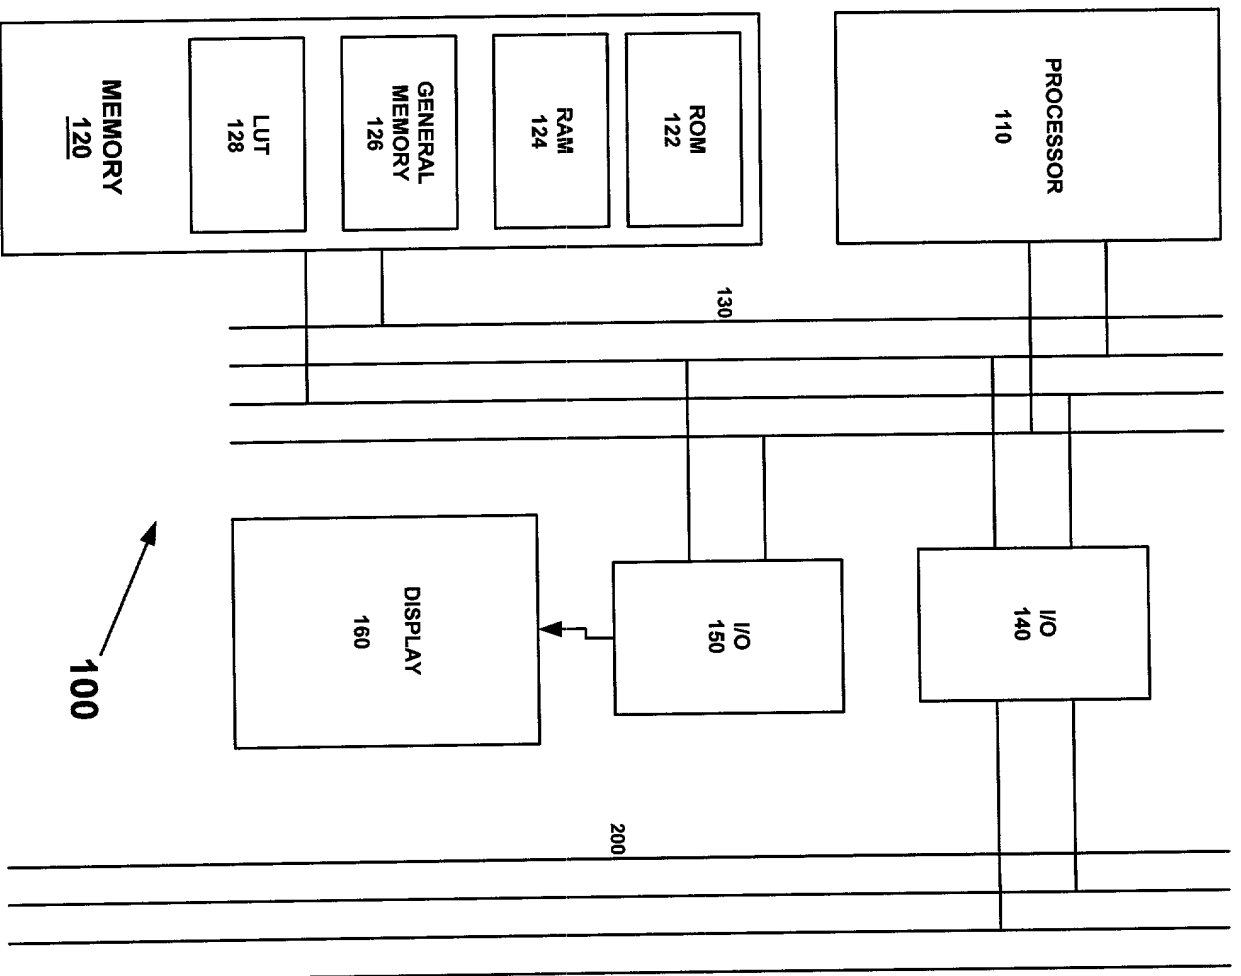 PROCESSOR
110
MEMORY
120
ROM
122
RAM
124
GENERAL
MEMORY
126
LUT
128
130
I/O
140
I/O
150
DISPLAY
160
100
200